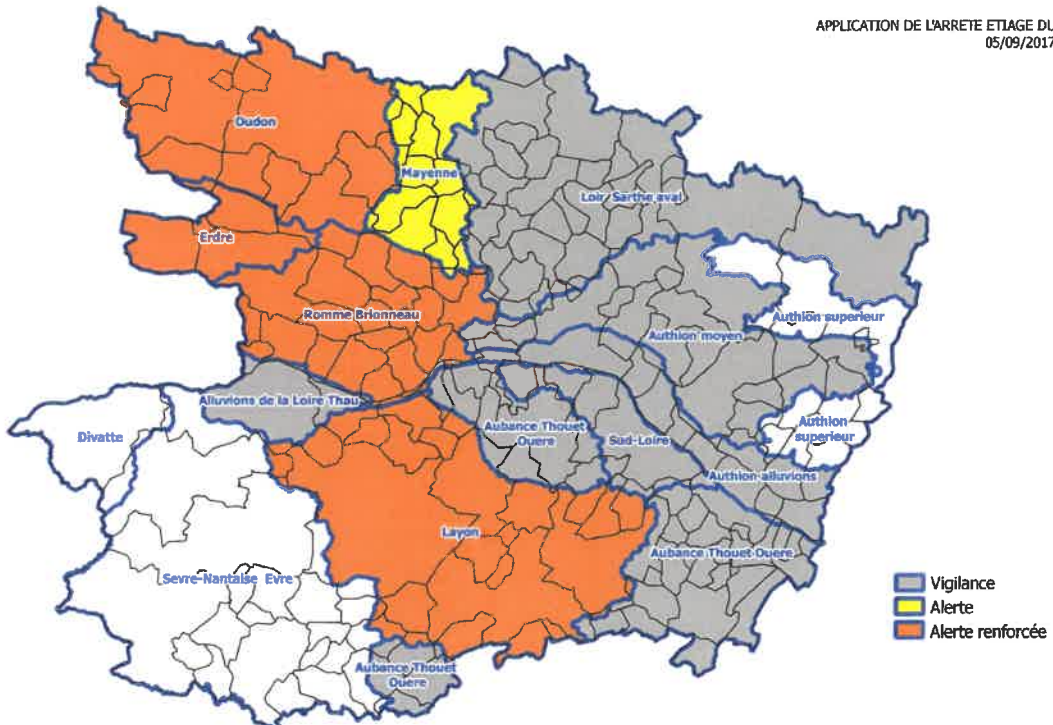 APPLICATION DE L'ARRETE ETIAGE DU
05/09/2017
Oudon
Mayenne
Loir Sarthe aval
Erdre
Romme Brionneau
Authion superieur
Authion moyen
Alluvions de la Loire Thau
Divatte
Aubance Thouet
Ouere
Sud-Loire
Authion
superieur
Authion alluvions
Layon
Aubance Thouet Ouere
Sevre-Nantaise Evre
Aubance Thouet
Ouere
Vigilance
Alerte
Alerte renforcée